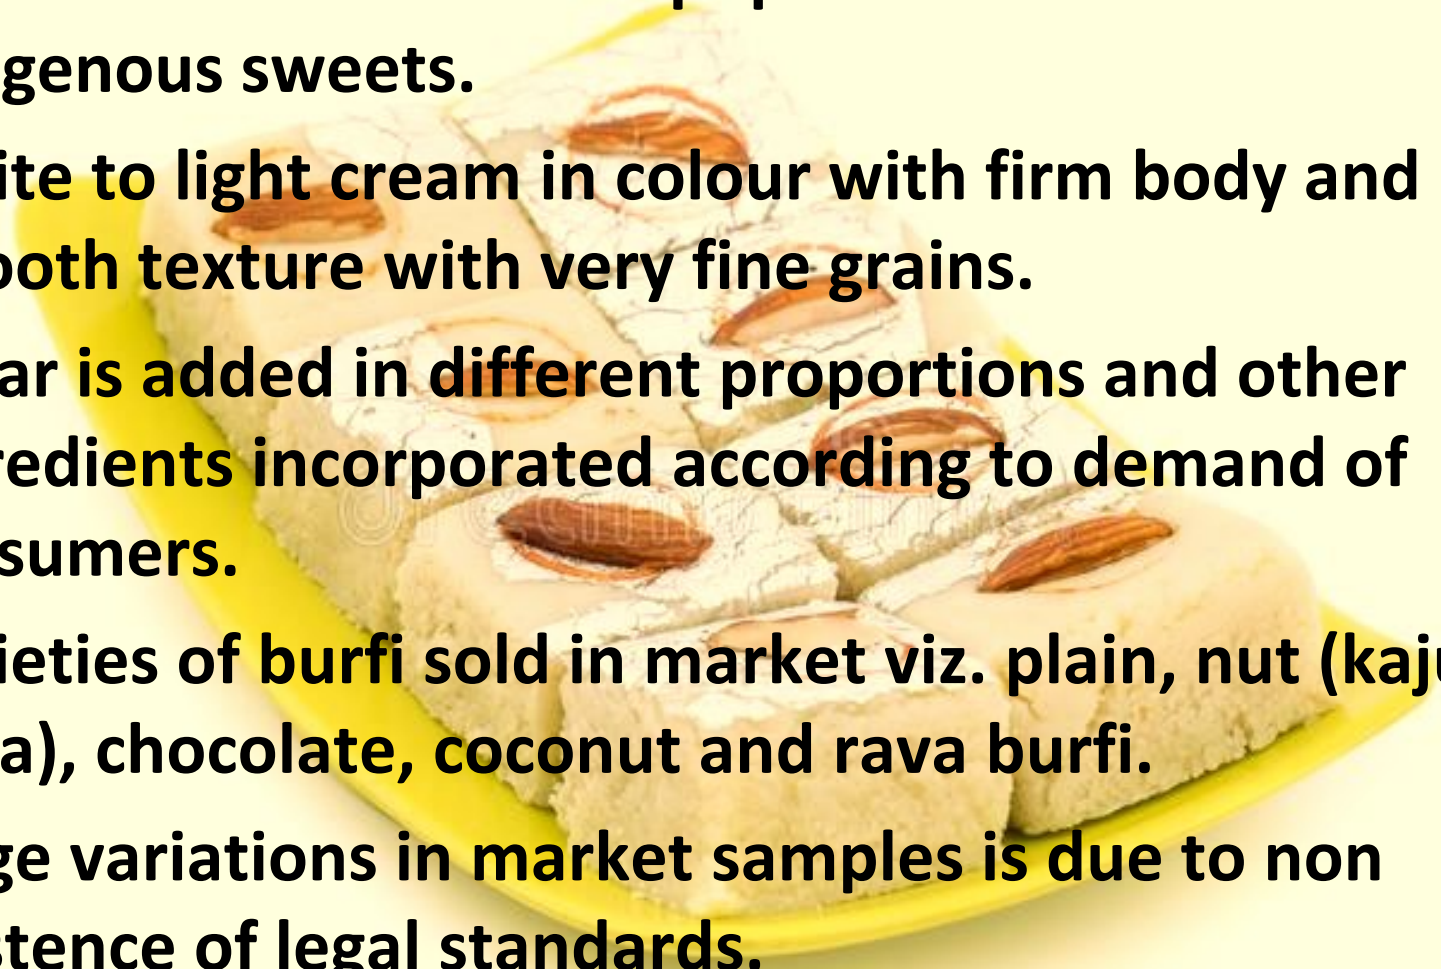 genous sweets.
ite to light cream in colour with firm body and
ooth texture with very fine grains.
ar is added in different proportions and other
redients incorporated according to demand of
sumers.
ieties of burfi sold in market viz. plain, nut (kaju
a), chocolate, coconut and rava burfi.
ge variations in market samples is due to non
stence of legal standards.